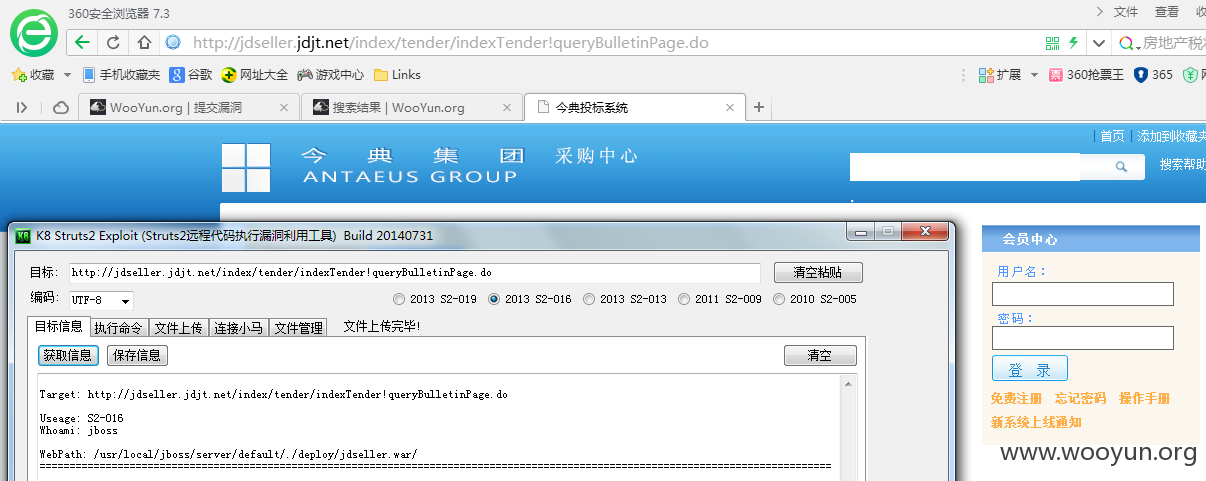 360安全浏览器 7.3
文件 查看
http://jdseller.jdjt.net/index/tender/indexTender!queryBulletinPage.do
房地产税
收藏 手机收藏夹 谷歌 网址大全 游戏中心 Links 扩展 360抢票王 365
WooYun.org | 提交漏洞 搜索结果 | WooYun.org 今典投标系统
| 首页 | 添加到收藏夹
今典集团 采购中心
ANTAEUS GROUP
搜索帮助
K8 Struts2 Exploit (Struts2远程代码执行漏洞利用工具) Build 20140731
会员中心
目标: http://jdseller.jdjt.net/index/tender/indexTender!queryBulletinPage.do 清空粘贴
用户名：
编码: UTF-8 2013 S2-019 2013 S2-016 2013 S2-013 2011 S2-009 2010 S2-005
密码：
目标信息 执行命令 文件上传 连接小马 文件管理 文件上传完毕!
获取信息 保存信息 清空
登 录
Target: http://jdseller.jdjt.net/index/tender/indexTender!queryBulletinPage.do
免费注册 忘记密码 操作手册
Useage: S2-016
新系统上线通知
Whoami: jboss
WebPath: /usr/local/jboss/server/default/./deploy/jdseller.war/
www.wooyun.org